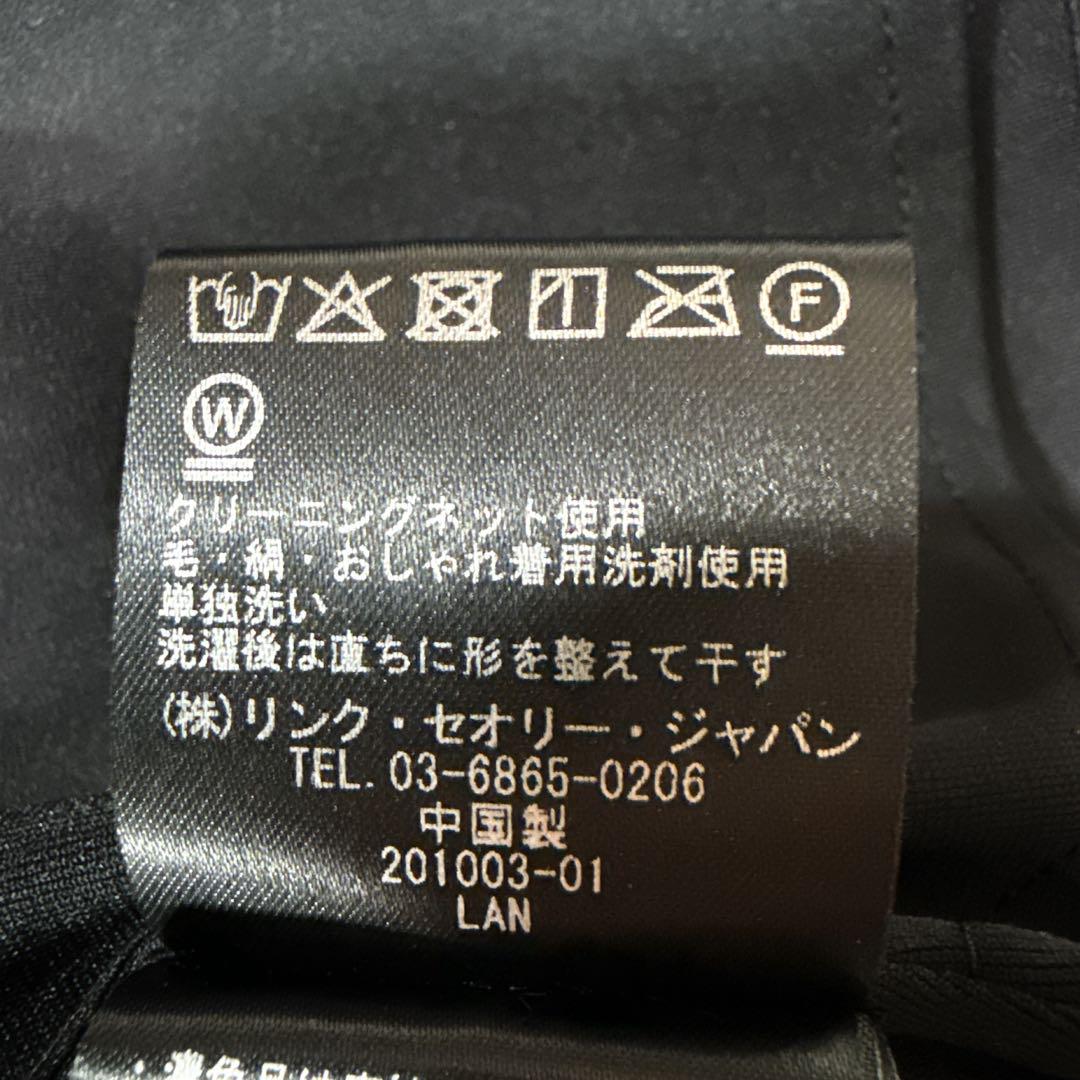 F
W
クリーニングネット使用
毛・絹・おしゃれ着用洗剤使用
単独洗い
洗濯後は直ちに形を整えて干す
(株)リンク・セオリー・ジャパン
TEL. 03-6865-0206
中国製
201003-01
LAN